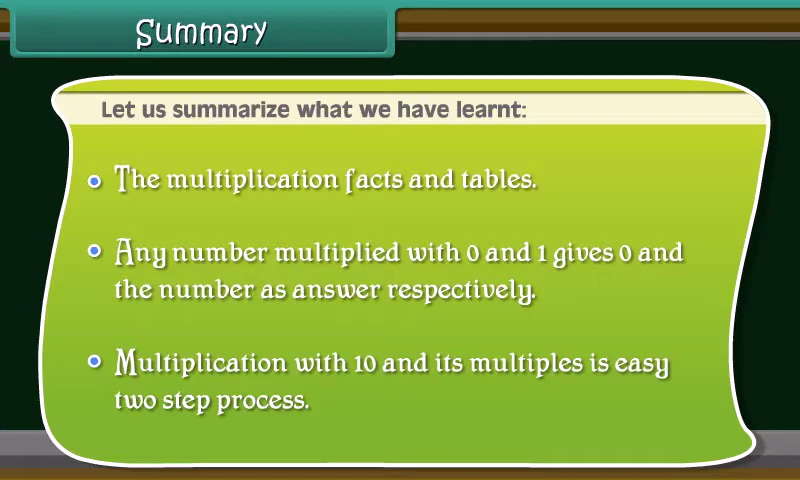 Summary
Let us summarize what we have learnt:
The multiplication facts and tables.
Any number multiplied with 0 and 1 gives 0 and
the number as answer respectively.
Multiplication with 10 and its multiples is easy
two step process.